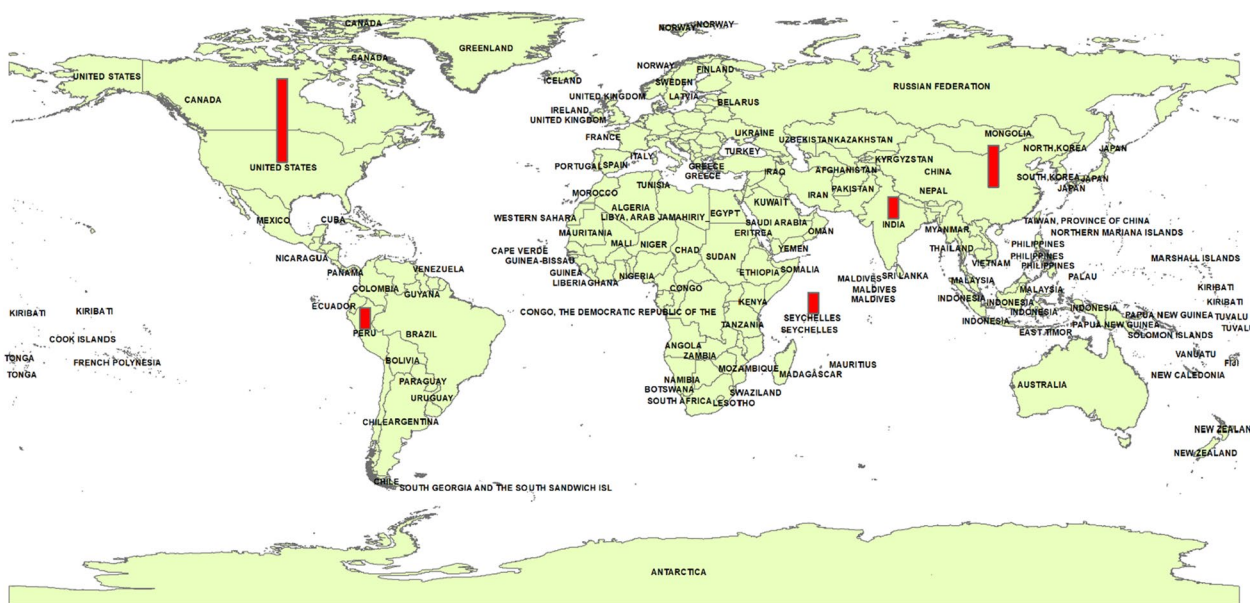 CANADA
NORWAY
NORWAY
GREENLAND
CANADA
NORWAY
FINLAND
UNITED STATES
ICELAND
SWEDEN
RUSSIAN FEDERATION
CANADA
UNITED KINGDOM
LATVIA
BELARUS
IRELAND
UNITED KINGDOM
FRANCE
UKRAINE
UZBEKISTAN
KAZAKHSTAN
MONGOLIA
ITALY
TURKEY
NORTH KOREA
JAPAN
UNITED STATES
PORTUGAL
SPAIN
GREECE
KYRGYZSTAN
GREECE
IRAQ
AFGHANISTAN
CHINA
SOUTH KOREA
JAPAN
TUNISIA
MOROCCO
IRAN
PAKISTAN
NEPAL
JAPAN
ALGERIA
KUWAIT
MEXICO
CUBA
WESTERN SAHARA
LIBYA, ARAB JAMAHIRIY
EGYPT
SAUDI ARABIA
INDIA
TAIWAN, PROVINCE OF CHINA
MAURITANIA
ERITREA
OMAN
MYANMAR
NORTHERN MARIANA ISLANDS
MALI
NIGER
CHAD
YEMEN
THAILAND
PHILIPPINES
CAPE VERDE
SUDAN
NICARAGUA
GUINEA-BISSAU
VIETNAM
PHILIPPINES
MARSHALL ISLANDS
PANAMA
VENEZUELA
GUINEA
NIGERIA
ETHIOPIA
SOMALIA
MALDIVES
SRI LANKA
PHILIPPINES
PALAU
COLOMBIA
LIBERIA
GHANA
CONGO
MALDIVES
MALAYSIA
MALAYSIA
KIRIBATI
GUYANA
MALDIVES
INDONESIA
ECUADOR
KENYA
INDONESIA
KIRIBATI
KIRIBATI
KIRIBATI
CONGO, THE DEMOCRATIC REPUBLIC OF THE
SEYCHELLES
INDONESIA
INDONESIA
PAPUA NEW GUINEA
TUVALU
PERU
BRAZIL
TANZANIA
SEYCHELLES
INDONESIA
EAST TIMOR
PAPUA NEW GUINEA
TUVALU
COOK ISLANDS
SOLOMON ISLANDS
ANGOLA
TONGA
FRENCH POLYNESIA
BOLIVIA
ZAMBIA
MOZAMBIQUE
MAURITIUS
VANUATU
FIJI
TONGA
MADAGASCAR
NEW CALEDONIA
PARAGUAY
NAMIBIA
BOTSWANA
SWAZILAND
AUSTRALIA
URUGUAY
SOUTH AFRICA
LESOTHO
CHILE
ARGENTINA
NEW ZEALAN
NEW ZEALAND
CHILE
SOUTH GEORGIA AND THE SOUTH SANDWICH ISL
ANTARCTICA